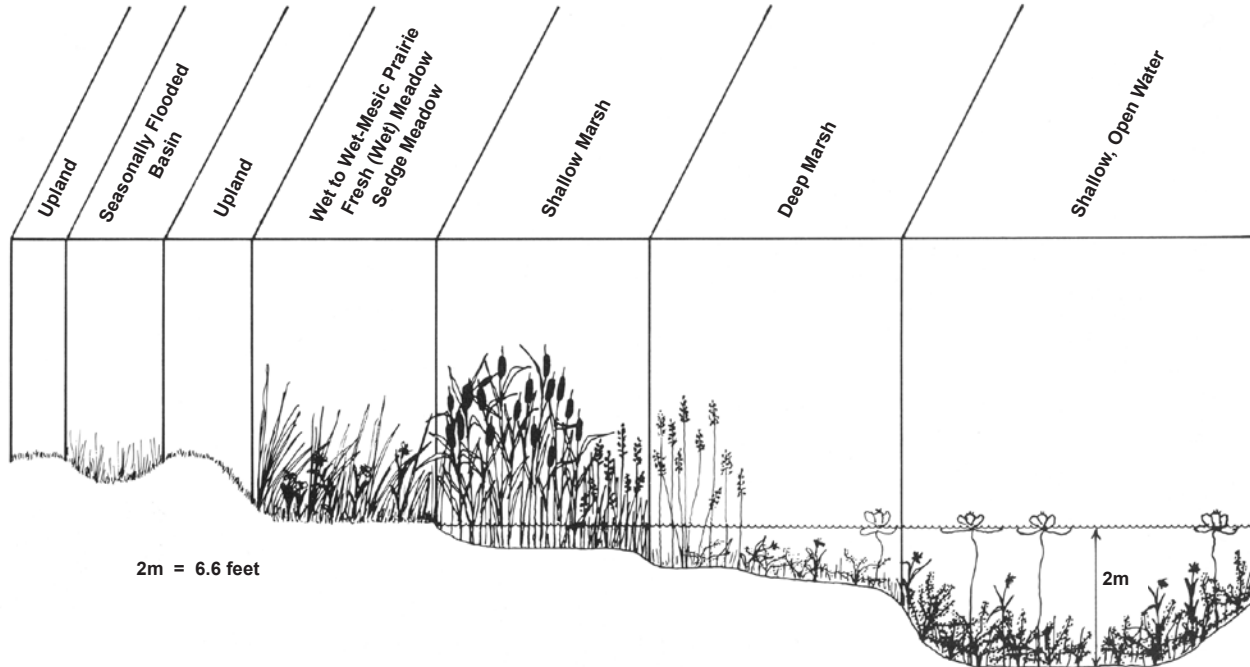 Upland
Seasonally Flooded
Basin
Upland
Wet to Wet-Mesic Prairie
Fresh (Wet) Meadow
Sedge Meadow
Shallow Marsh
Deep Marsh
Shallow, Open Water
2m = 6.6 feet
2m